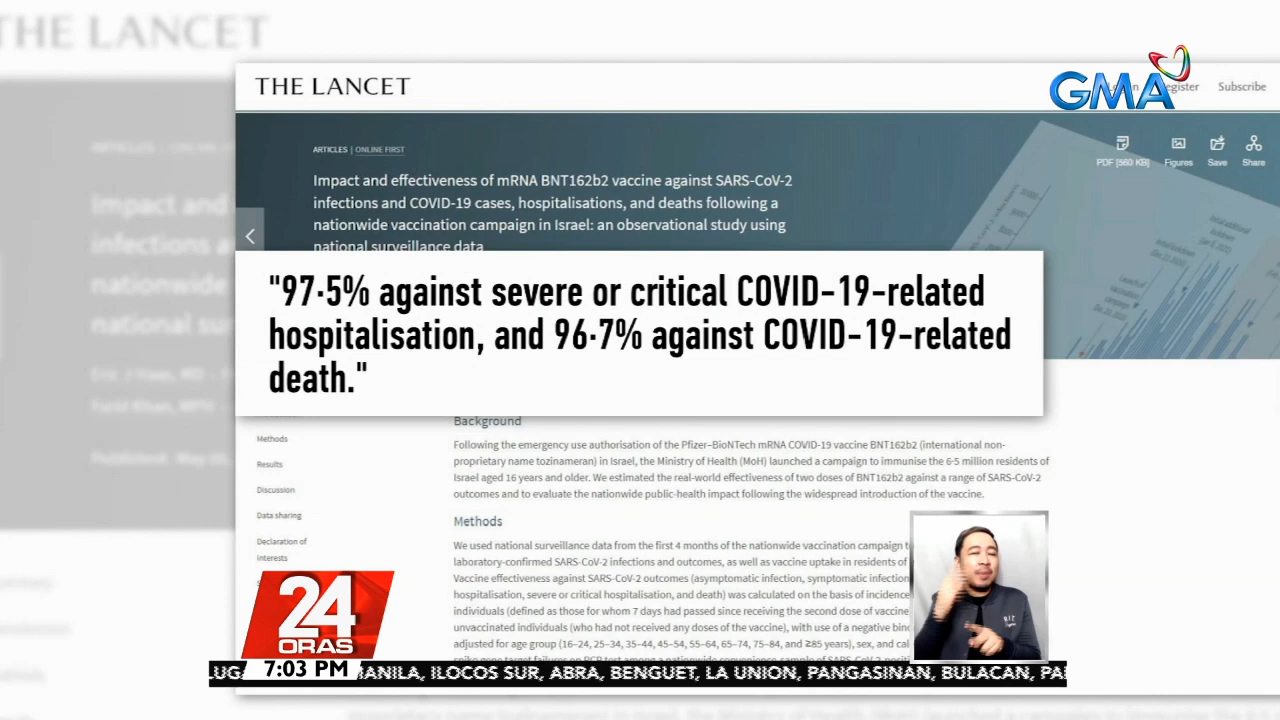 THE LANCET
THE LANCET
GMA
Register
Subscribe
ARTICLES | ONLINE FIRST
PDF [560 KB]
Figures
Save
Share
Impact and effectiveness of mRNA BNT162b2 vaccine against SARS-CoV-2
infections and COVID-19 cases, hospitalisations, and deaths following a
nationwide vaccination campaign in Israel: an observational study using
national surveillance data
"97·5% against severe or critical COVID-19-related
hospitalisation, and 96·7% against COVID-19-related
death."
Background
Following the emergency use authorisation of the Pfizer–BioNTech mRNA COVID-19 vaccine BNT162b2 (international non-
proprietary name tozinameran) in Israel, the Ministry of Health (MoH) launched a campaign to immunise the 6·5 million residents of
Israel aged 16 years and older. We estimated the real-world effectiveness of two doses of BNT162b2 against a range of SARS-CoV-2
outcomes and to evaluate the nationwide public-health impact following the widespread introduction of the vaccine.
Methods
We used national surveillance data from the first 4 months of the nationwide vaccination campaign
laboratory-confirmed SARS-CoV-2 infections and outcomes, as well as vaccine uptake in residents of
Vaccine effectiveness against SARS-CoV-2 outcomes (asymptomatic infection, symptomatic infection
hospitalisation, severe or critical hospitalisation, and death) was calculated on the basis of incidence
individuals (defined as those for whom 7 days had passed since receiving the second dose of vaccine
unvaccinated individuals (who had not received any doses of the vaccine), with use of a negative
adjusted for age group (16–24, 25–34, 35–44, 45–54, 55–64, 65–74, 75–84, and ≥85 years), sex, and
Methods
Results
Discussion
Data sharing
Declaration of
Interests
24
ORAS
7:03 PM
MANILA, ILOCOS SUR, ABRA, BENGUET, LA UNION, PANGASINAN, BULACAN,